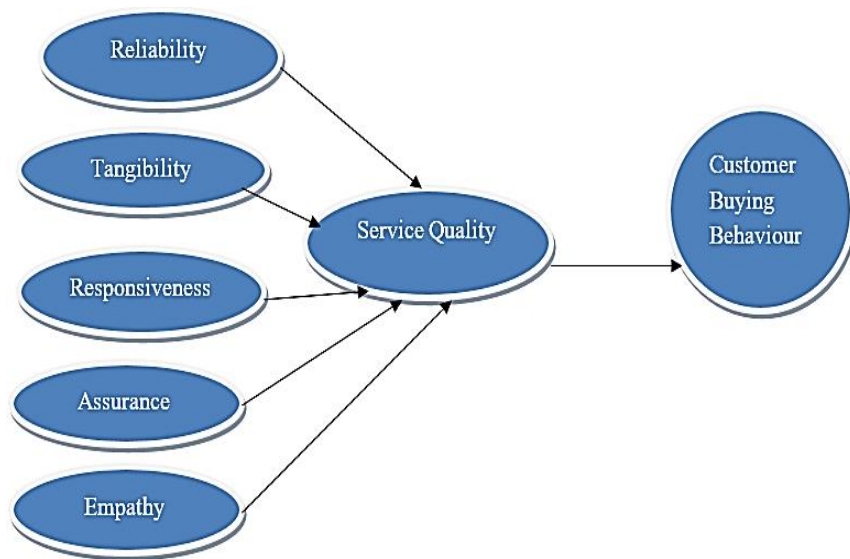 Reliability
Tangibility
Responsiveness
Assurance
Empathy
Service Quality
Customer
Buying
Behaviour